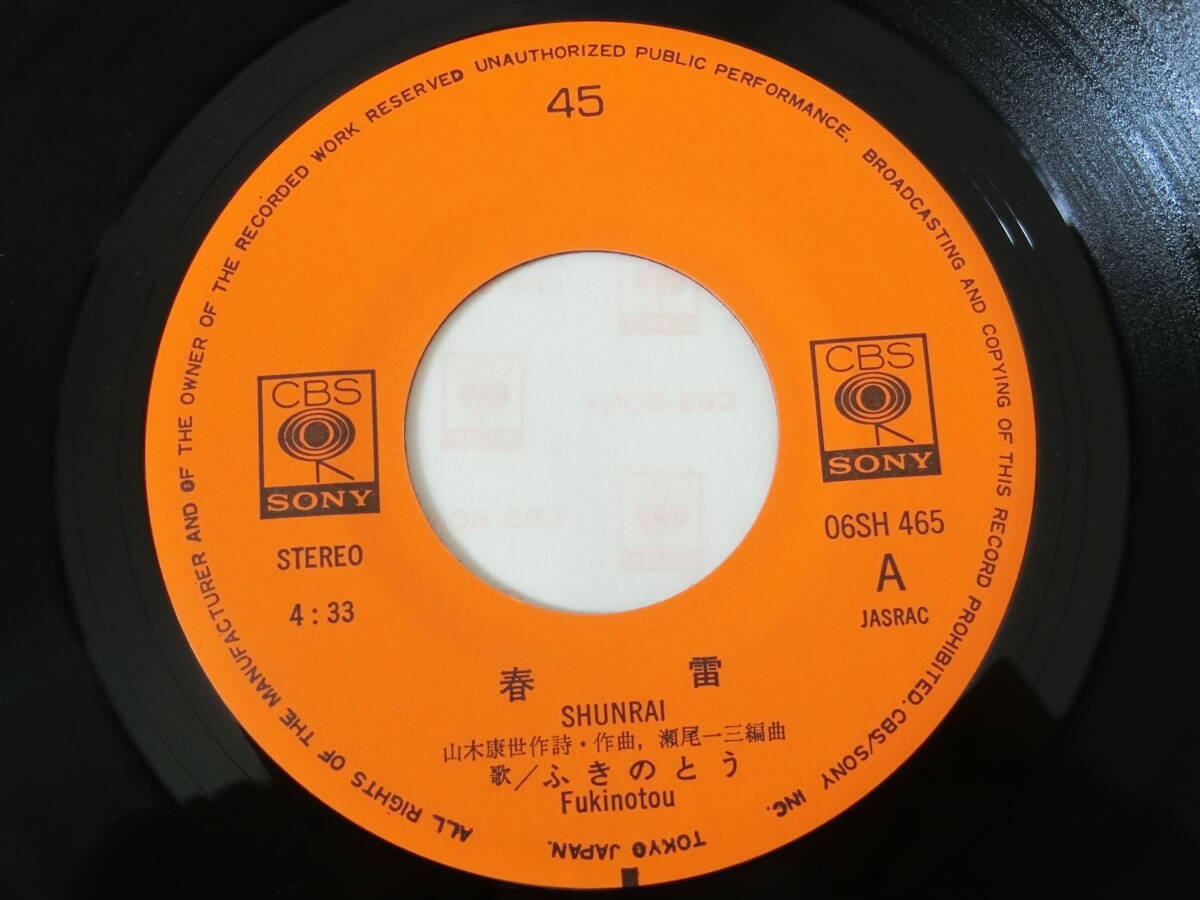 ALL RIGHTS OF THE MANUFACTURER AND OF THE OWNER OF THE RECORDED WORK RESERVED UNAUTHORIZED PUBLIC PERFORMANCE. BROADCASTING AND COPYING OF THIS RECORD PROHIBITED. CBS/SONY INC. TOKYO JAPAN.
45
CBS
SONY
CBS
SONY
STEREO
4:33
06SH 465
A
JASRAC
春 雷
SHUNRAI
山木康世作詩・作曲, 瀬尾一三編曲
歌/ふきのとう
Fukinotou
CBS/SONY